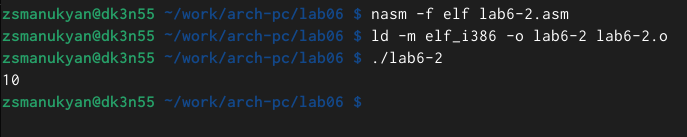 zsmanukyan@dk3n55 ~/work/arch-pc/lab06 $ nasm -f elf lab6-2.asm
zsmanukyan@dk3n55 ~/work/arch-pc/lab06 $ ld -m elf_i386 -o lab6-2 lab6-2.o
zsmanukyan@dk3n55 ~/work/arch-pc/lab06 $ ./lab6-2
10
zsmanukyan@dk3n55 ~/work/arch-pc/lab06 $